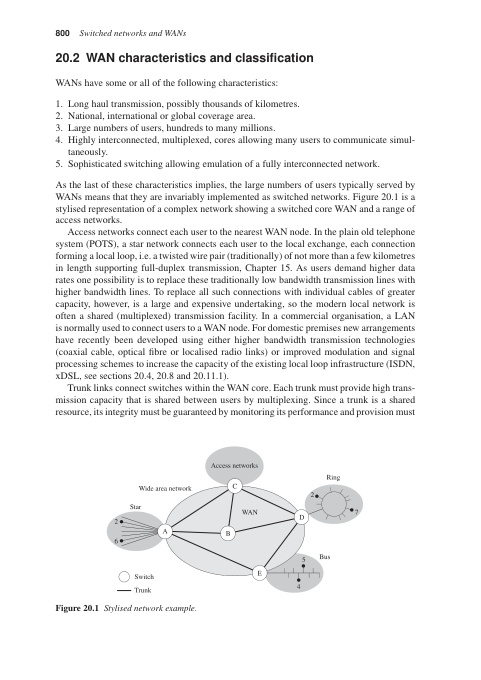 800 Switched networks and WANs
20.2 WAN characteristics and classification
WANs have some or all of the following characteristics:
1. Long haul transmission, possibly thousands of kilometres.
2. National, international or global coverage area.
3. Large numbers of users, hundreds to many millions.
4. Highly interconnected, multiplexed, cores allowing many users to communicate simul-
taneously.
5. Sophisticated switching allowing emulation of a fully interconnected network.
As the last of these characteristics implies, the large numbers of users typically served by
WANs means that they are invariably implemented as switched networks. Figure 20.1 is a
stylised representation of a complex network showing a switched core WAN and a range of
access networks.
Access networks connect each user to the nearest WAN node. In the plain old telephone
system (POTS), a star network connects each user to the local exchange, each connection
forming a local loop, i.e. a twisted wire pair (traditionally) of not more than a few kilometres
in length supporting full-duplex transmission, Chapter 15. As users demand higher data
rates one possibility is to replace these traditionally low bandwidth transmission lines with
higher bandwidth lines. To replace all such connections with individual cables of greater
capacity, however, is a large and expensive undertaking, so the modern local network is
often a shared (multiplexed) transmission facility. In a commercial organisation, a LAN
is normally used to connect users to a WAN node. For domestic premises new arrangements
have recently been developed using either higher bandwidth transmission technologies
(coaxial cable, optical fibre or localised radio links) or improved modulation and signal
processing schemes to increase the capacity of the existing local loop infrastructure (ISDN,
xDSL, see sections 20.4, 20.8 and 20.11.1).
Trunk links connect switches within the WAN core. Each trunk must provide high trans-
mission capacity that is shared between users by multiplexing. Since a trunk is a shared
resource, its integrity must be guaranteed by monitoring its performance and provision must
Access networks
Ring
Wide area network
C
2
Star
WAN
7
2
D
A
B
6
Bus
5
E
Switch
4
Trunk
Figure 20.1 Stylised network example.